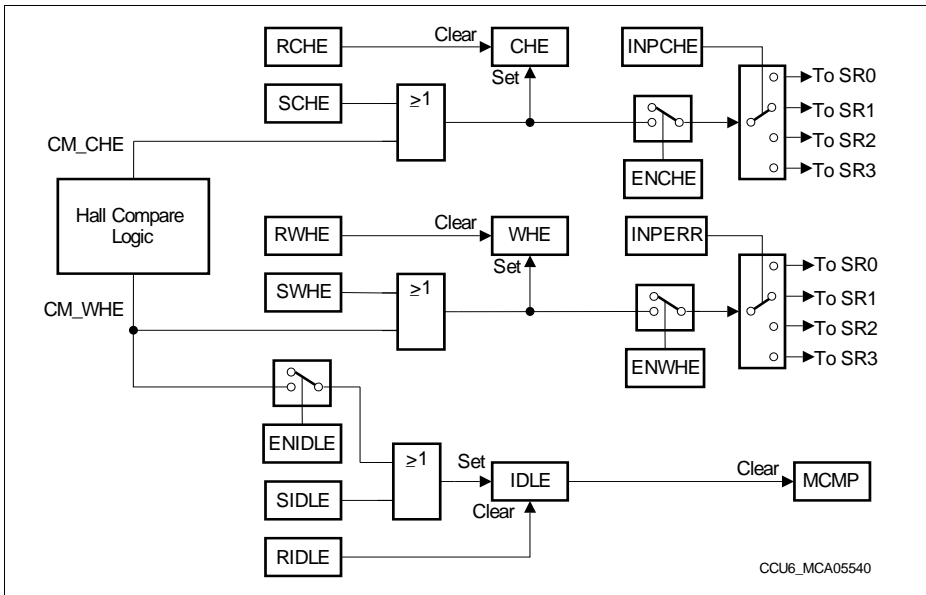 RCHE
Clear
CHE
INPCHE
Set
SCHE
≥1
To SR0
To SR1
To SR2
To SR3
CM_CHE
ENCHE
Hall Compare
Logic
RWHE
Clear
WHE
INPERR
Set
SWHE
≥1
To SR0
To SR1
To SR2
To SR3
CM_WHE
ENWHE
ENIDLE
≥1
Set
IDLE
Clear
MCMP
SIDLE
Clear
RIDLE
CCU6_MCA05540